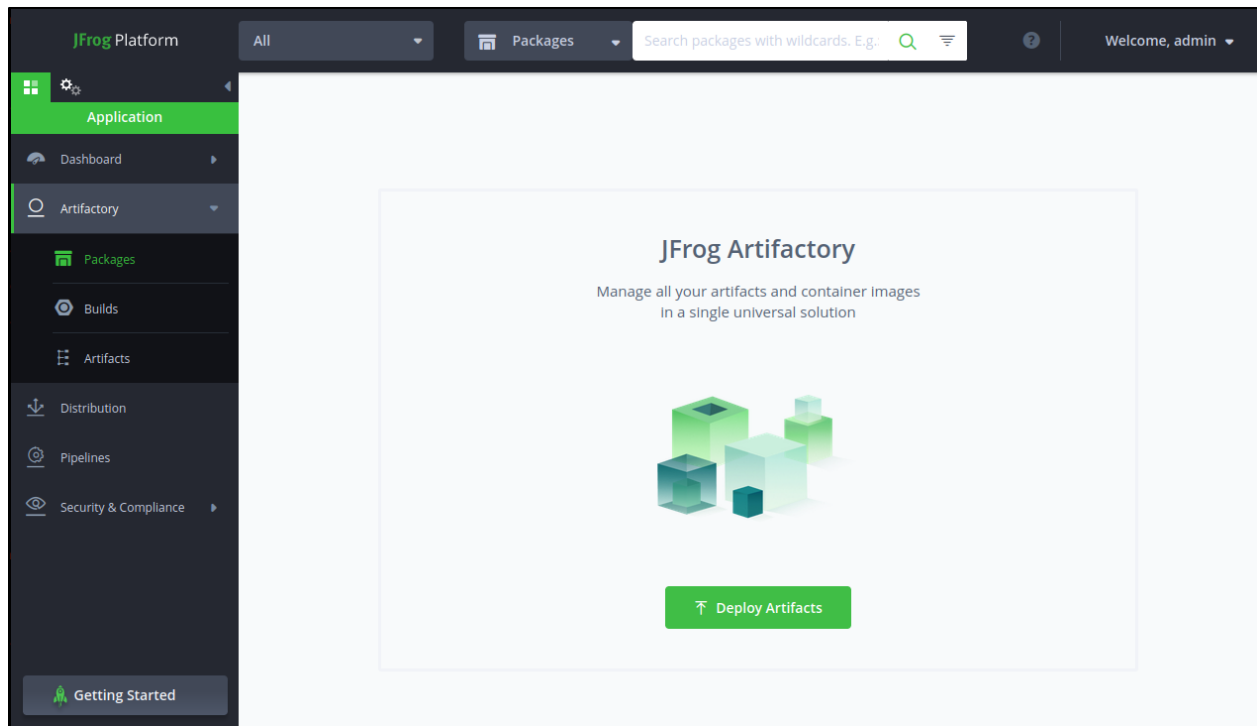 JFrog Platform
All
Packages
Search packages with wildcards. E.g.
Welcome, admin
Application
Dashboard
Artifactory
Packages
Builds
Artifacts
Distribution
Pipelines
Security & Compliance
Getting Started
JFrog Artifactory
Manage all your artifacts and container images
in a single universal solution
Deploy Artifacts